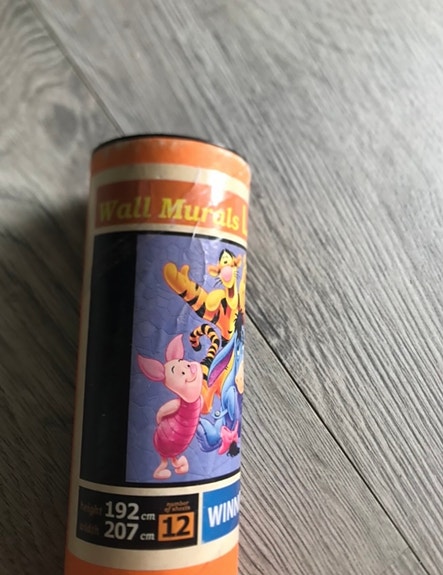 Wall Murals
height 192 cm
width 207 cm
number
of sheets
12
WINN